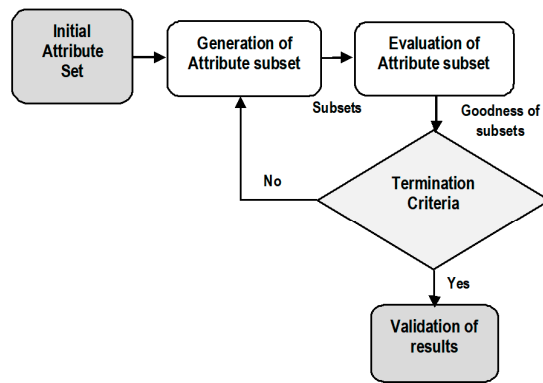 Initial
Attribute
Set
Generation of
Attribute subset
Evaluation of
Attribute subset
Subsets
Goodness of
subsets
No
Termination
Criteria
Yes
Validation of
results